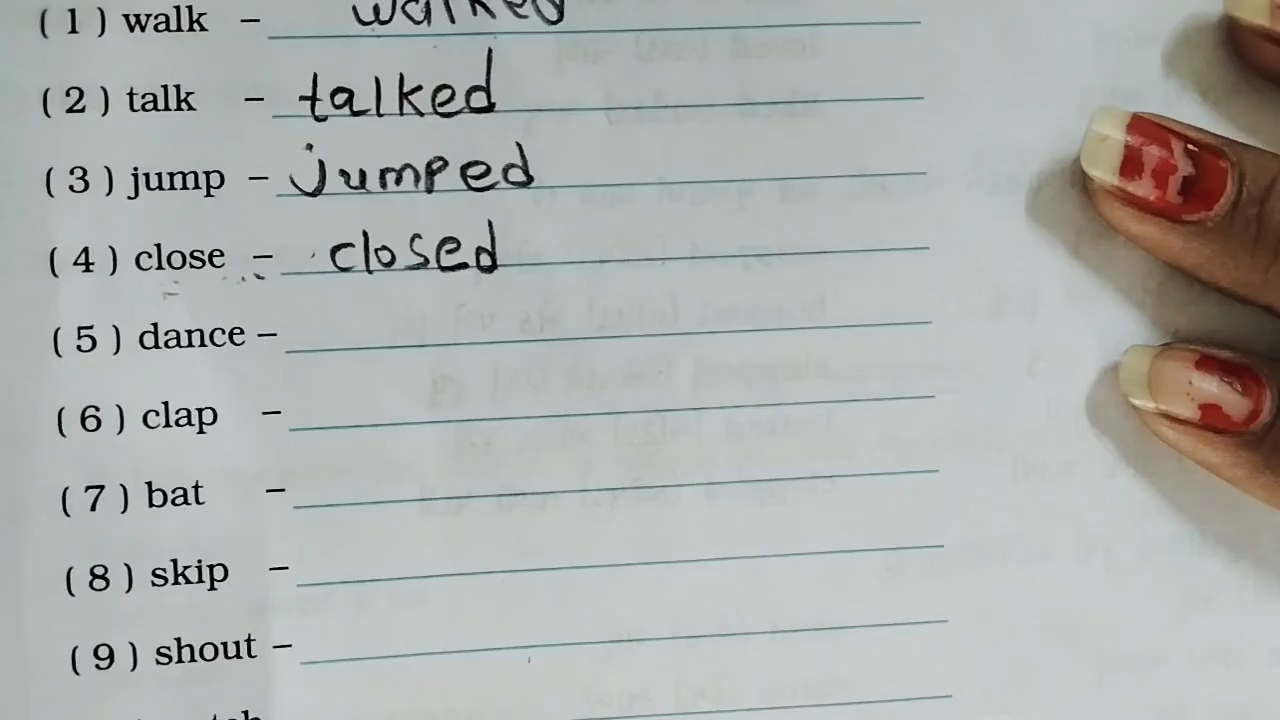 ( 1 ) walk - walked
( 2 ) talk - talked
( 3 ) jump - jumped
( 4 ) close - closed
( 5 ) dance -
( 6 ) clap -
( 7 ) bat -
( 8 ) skip -
( 9 ) shout -